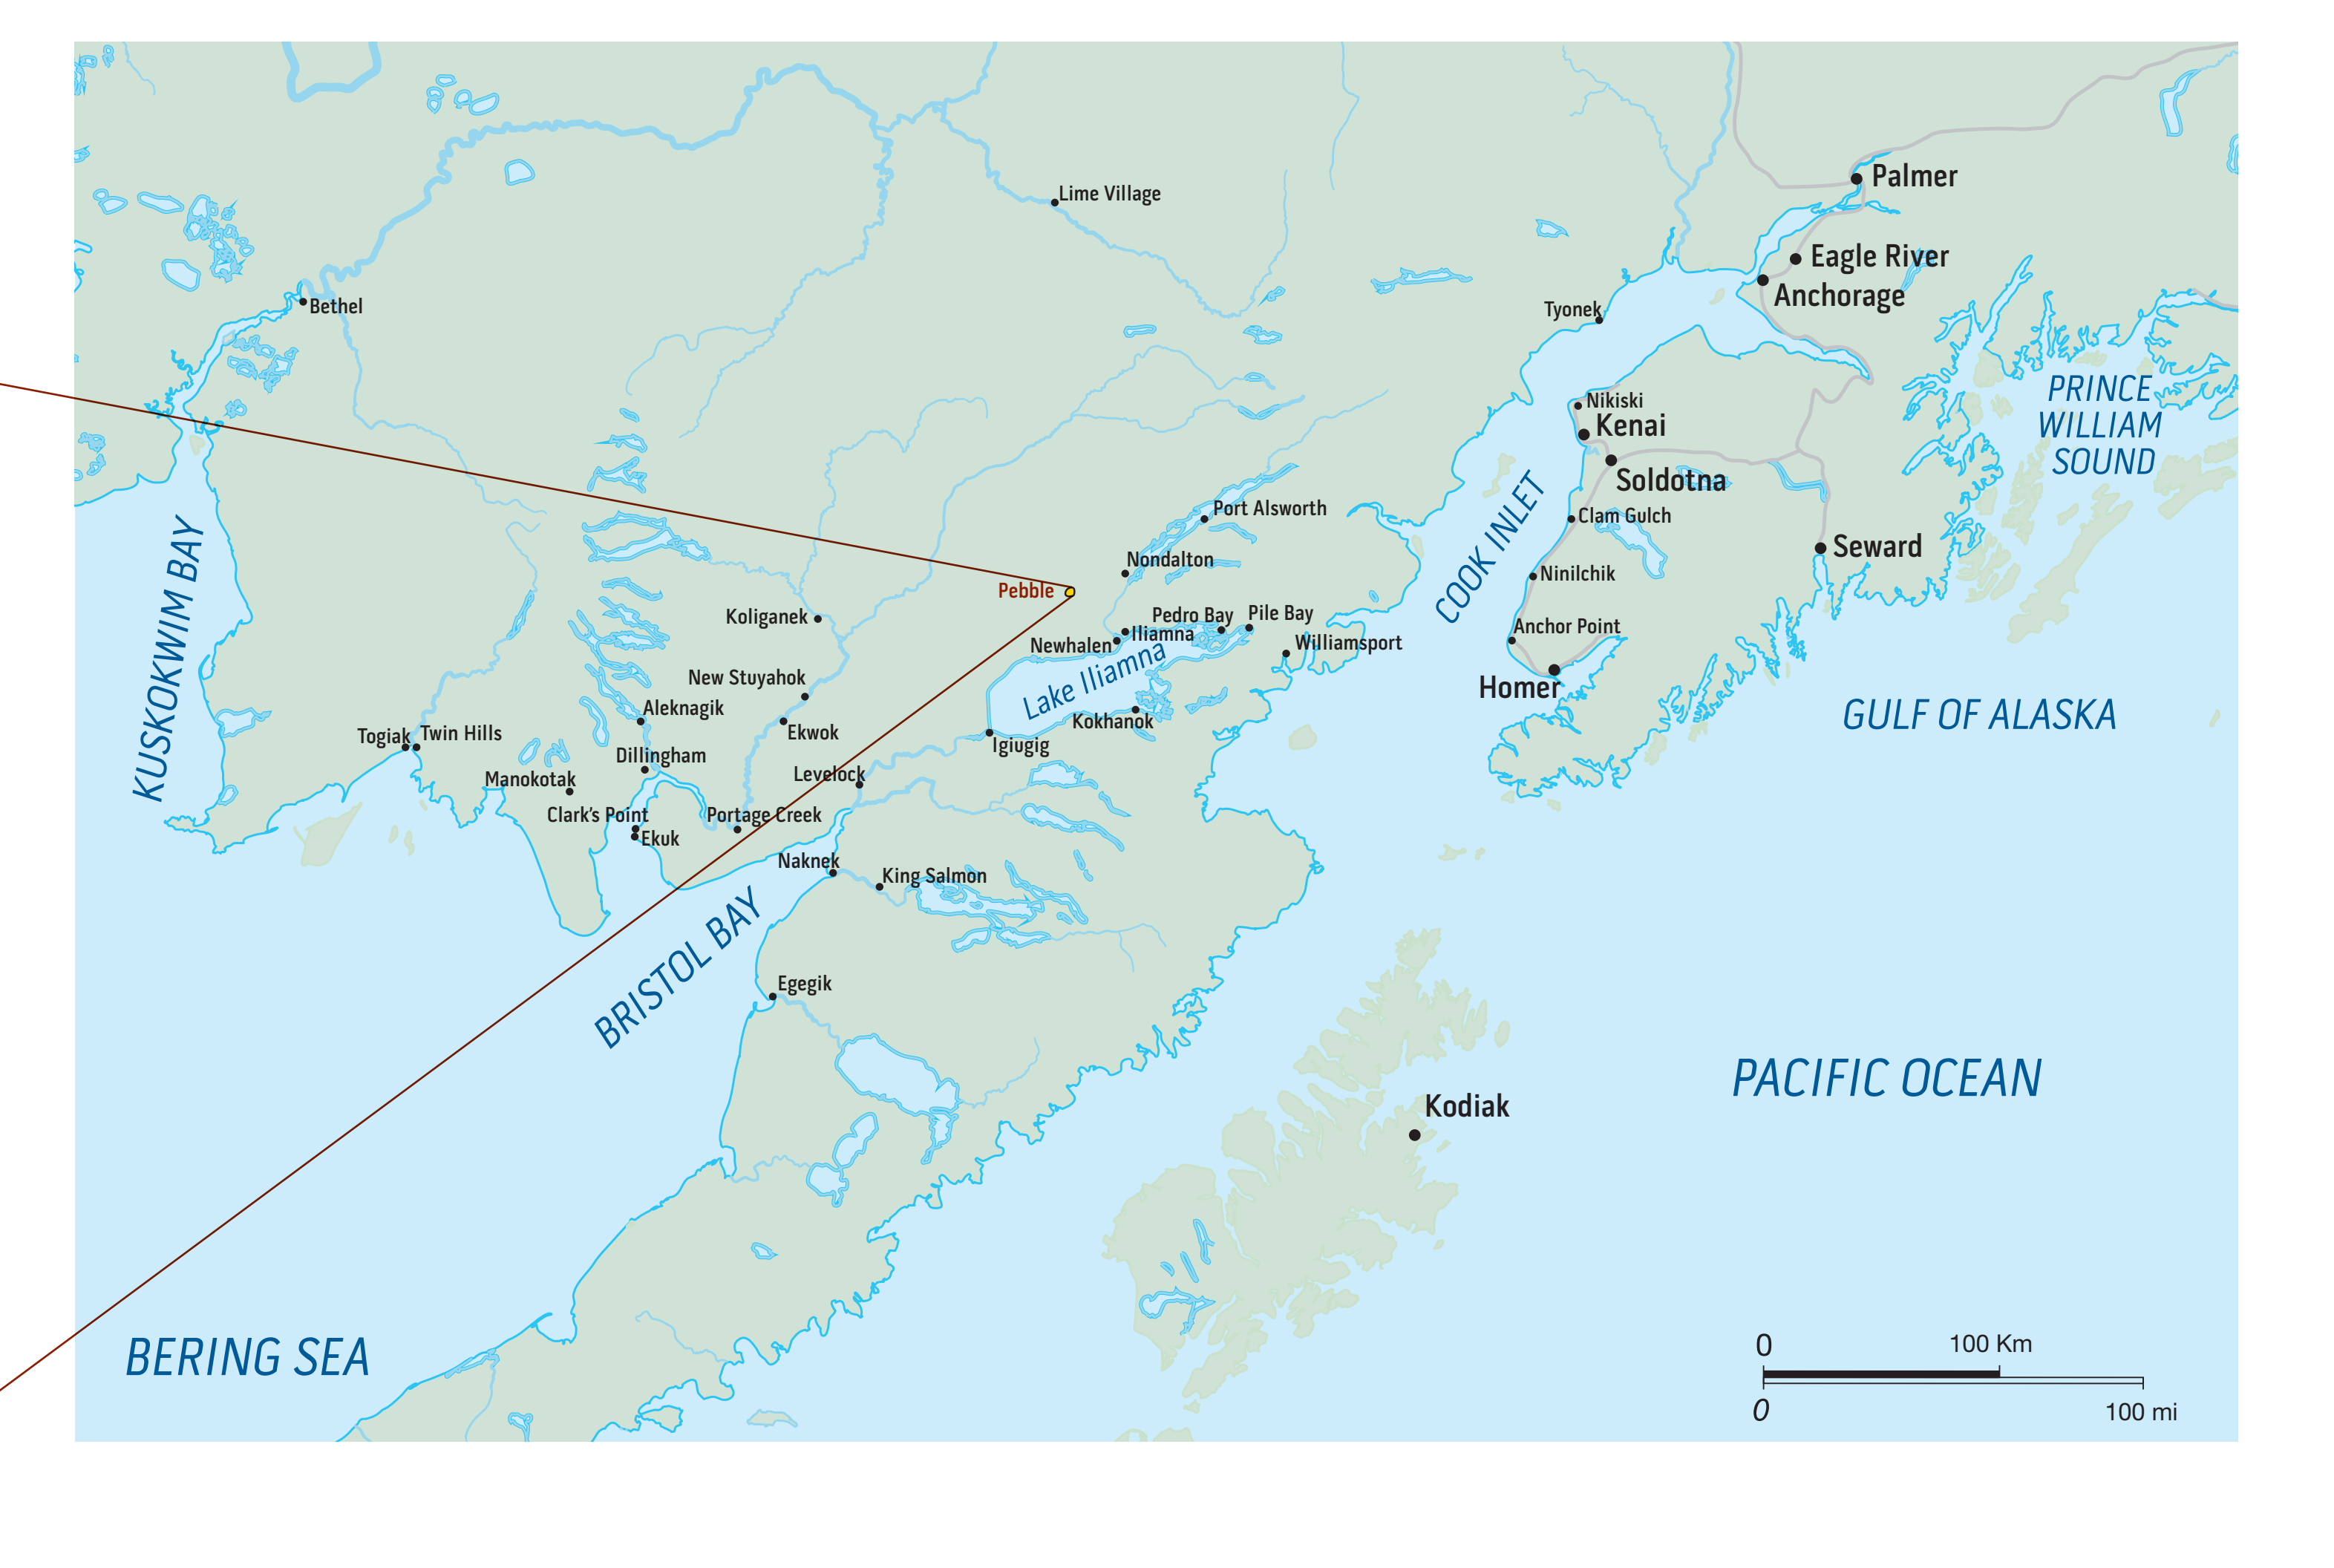 Palmer
Lime Village
Eagle River
Anchorage
Bethel
Tyonek
PRINCE
WILLIAM
SOUND
Nikiski
Kenai
Soldotna
Port Alsworth
Clam Gulch
COOK INLET
KUSKOKWIM BAY
Seward
Nondalton
Ninilchik
Pebble
Koliganek
Pedro Bay
Pile Bay
Anchor Point
Iliamna
Newhalen
Williamsport
Lake Iliamna
New Stuyahok
Homer
Aleknagik
GULF OF ALASKA
Kokhanok
Togiak
Twin Hills
Ekwok
Igiugig
Dillingham
Manokotak
Levelock
Clark's Point
Portage Creek
Ekuk
Naknek
King Salmon
BRISTOL BAY
Egegik
PACIFIC OCEAN
Kodiak
BERING SEA
0
100 Km
0
100 mi